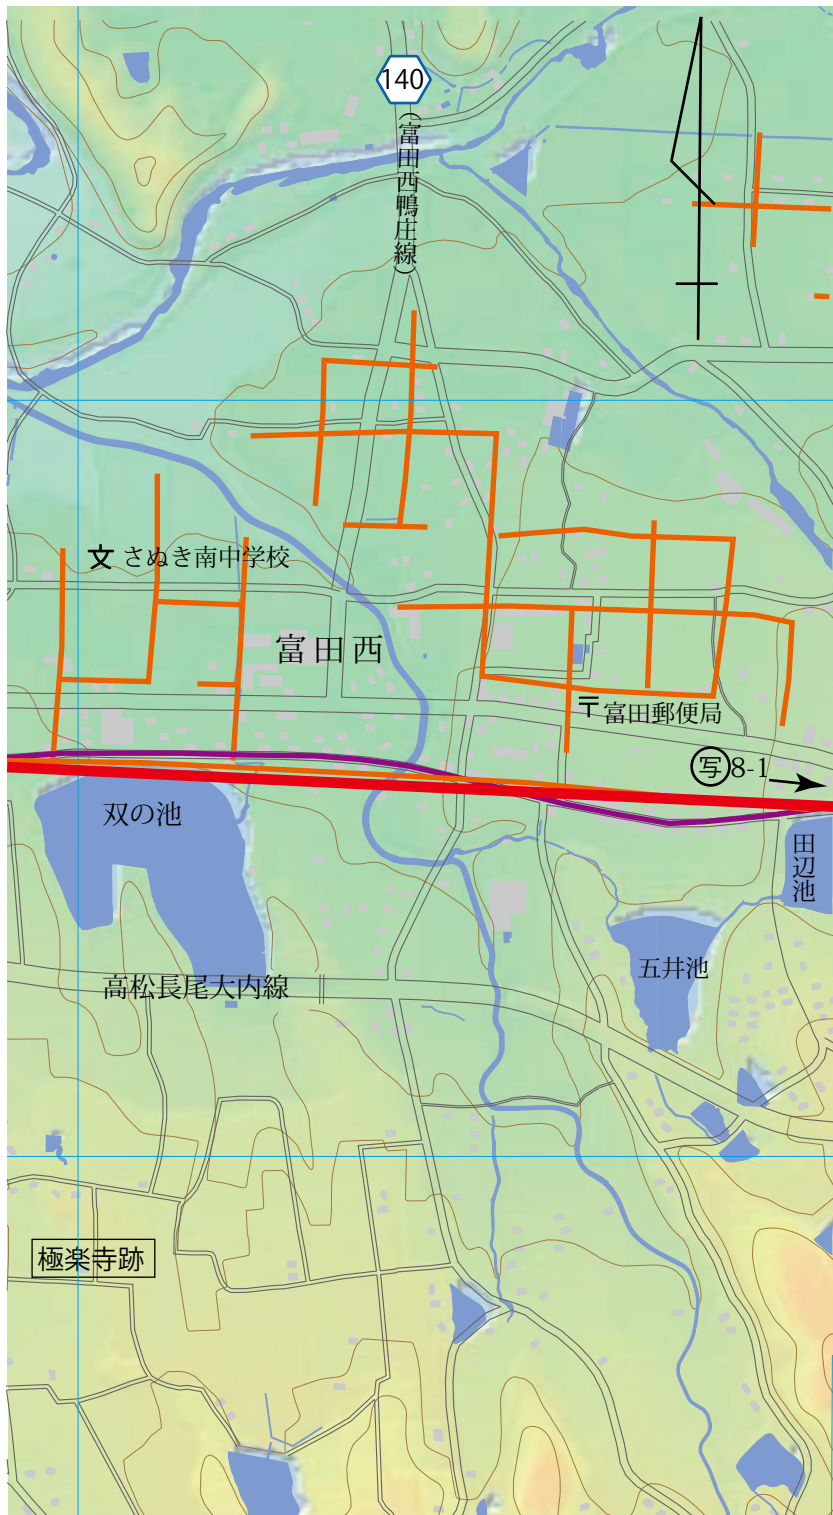 140
(富田西鴨庄線)
さぬき南中学校
富田西
〒富田郵便局
写8-1
双の池
田辺池
五井池
高松長尾大内線
極楽寺跡